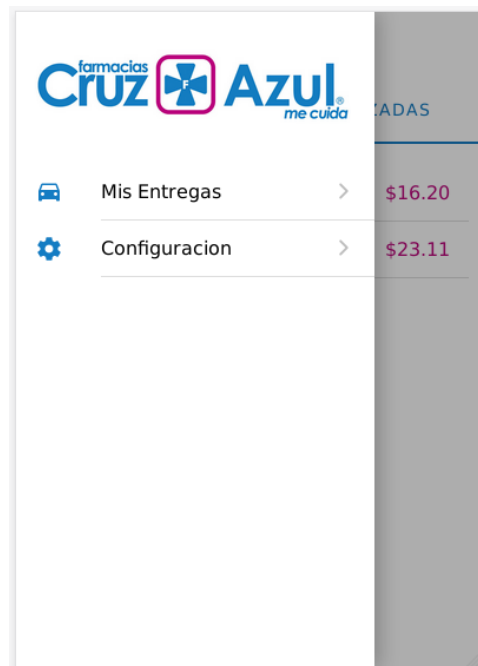 farmacias
Cruz F Azul®
me cuida
ZADAS
Mis Entregas
$16.20
Configuracion
$23.11